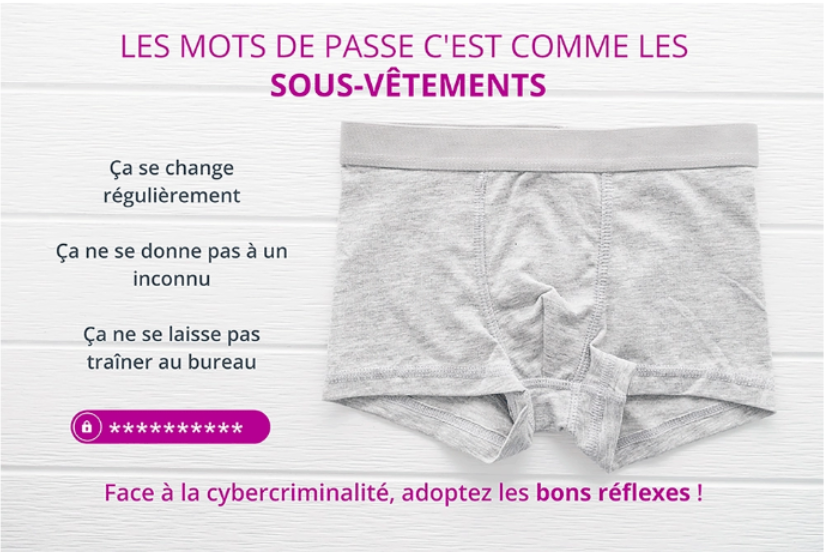 LES MOTS DE PASSE C'EST COMME LES
SOUS-VÊTEMENTS
Ça se change
régulièrement
Ça ne se donne pas à un
inconnu
Ça ne se laisse pas
traîner au bureau
**********
Face à la cybercriminalité, adoptez les bons réflexes !